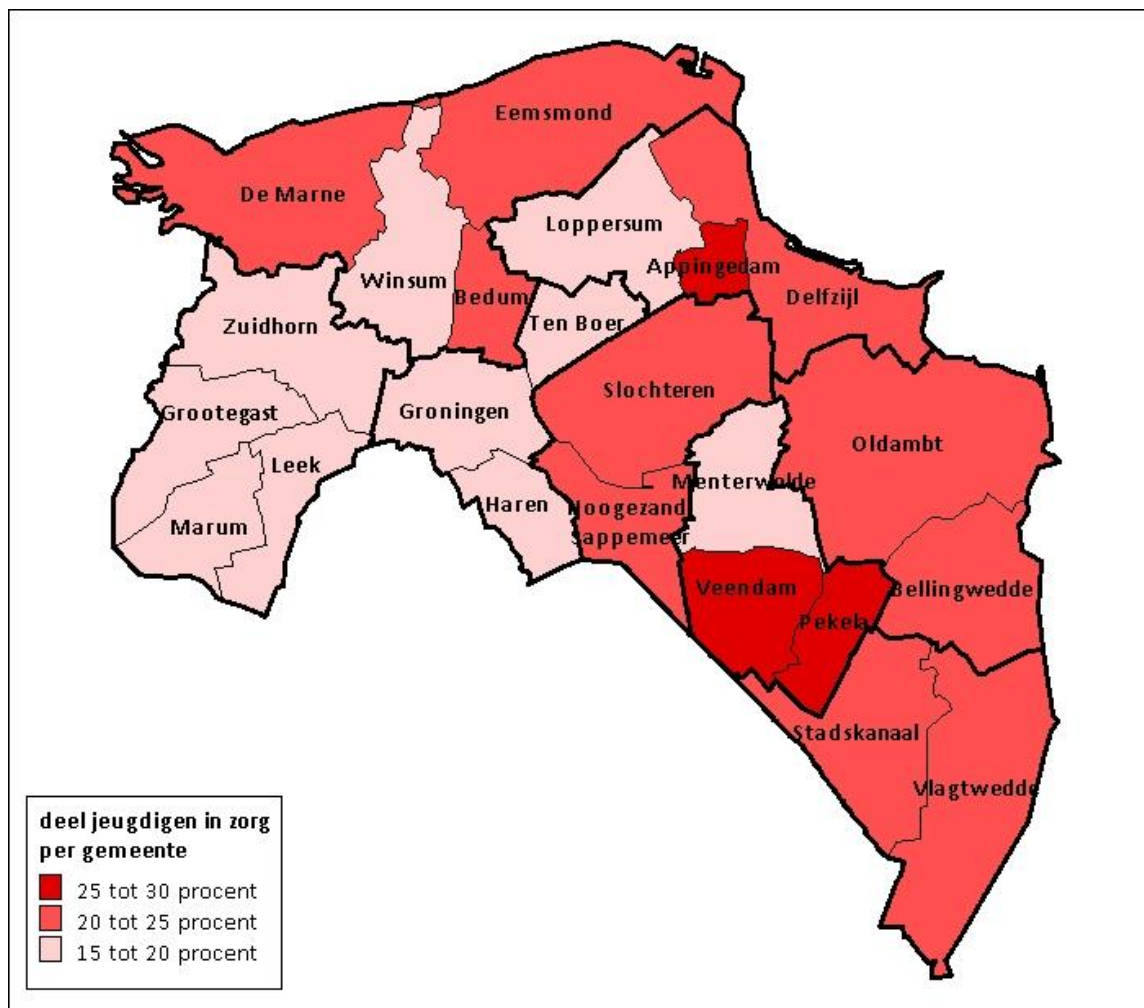 Eemsmond
De Marne
Loppersum
Appingedam
Winsum
Bedum
Delfzijl
Zuidhorn
Ten Boer
Slochteren
Grootegast
Groningen
Oldambt
Leek
Menterwolde
Haren
Hoogezand
Sappemeer
Marum
Veendam
Bellingwedde
Pekela
Stadskanaal
Vlagtwedde
deel jeugdigen in zorg
per gemeente
25 tot 30 procent
20 tot 25 procent
15 tot 20 procent